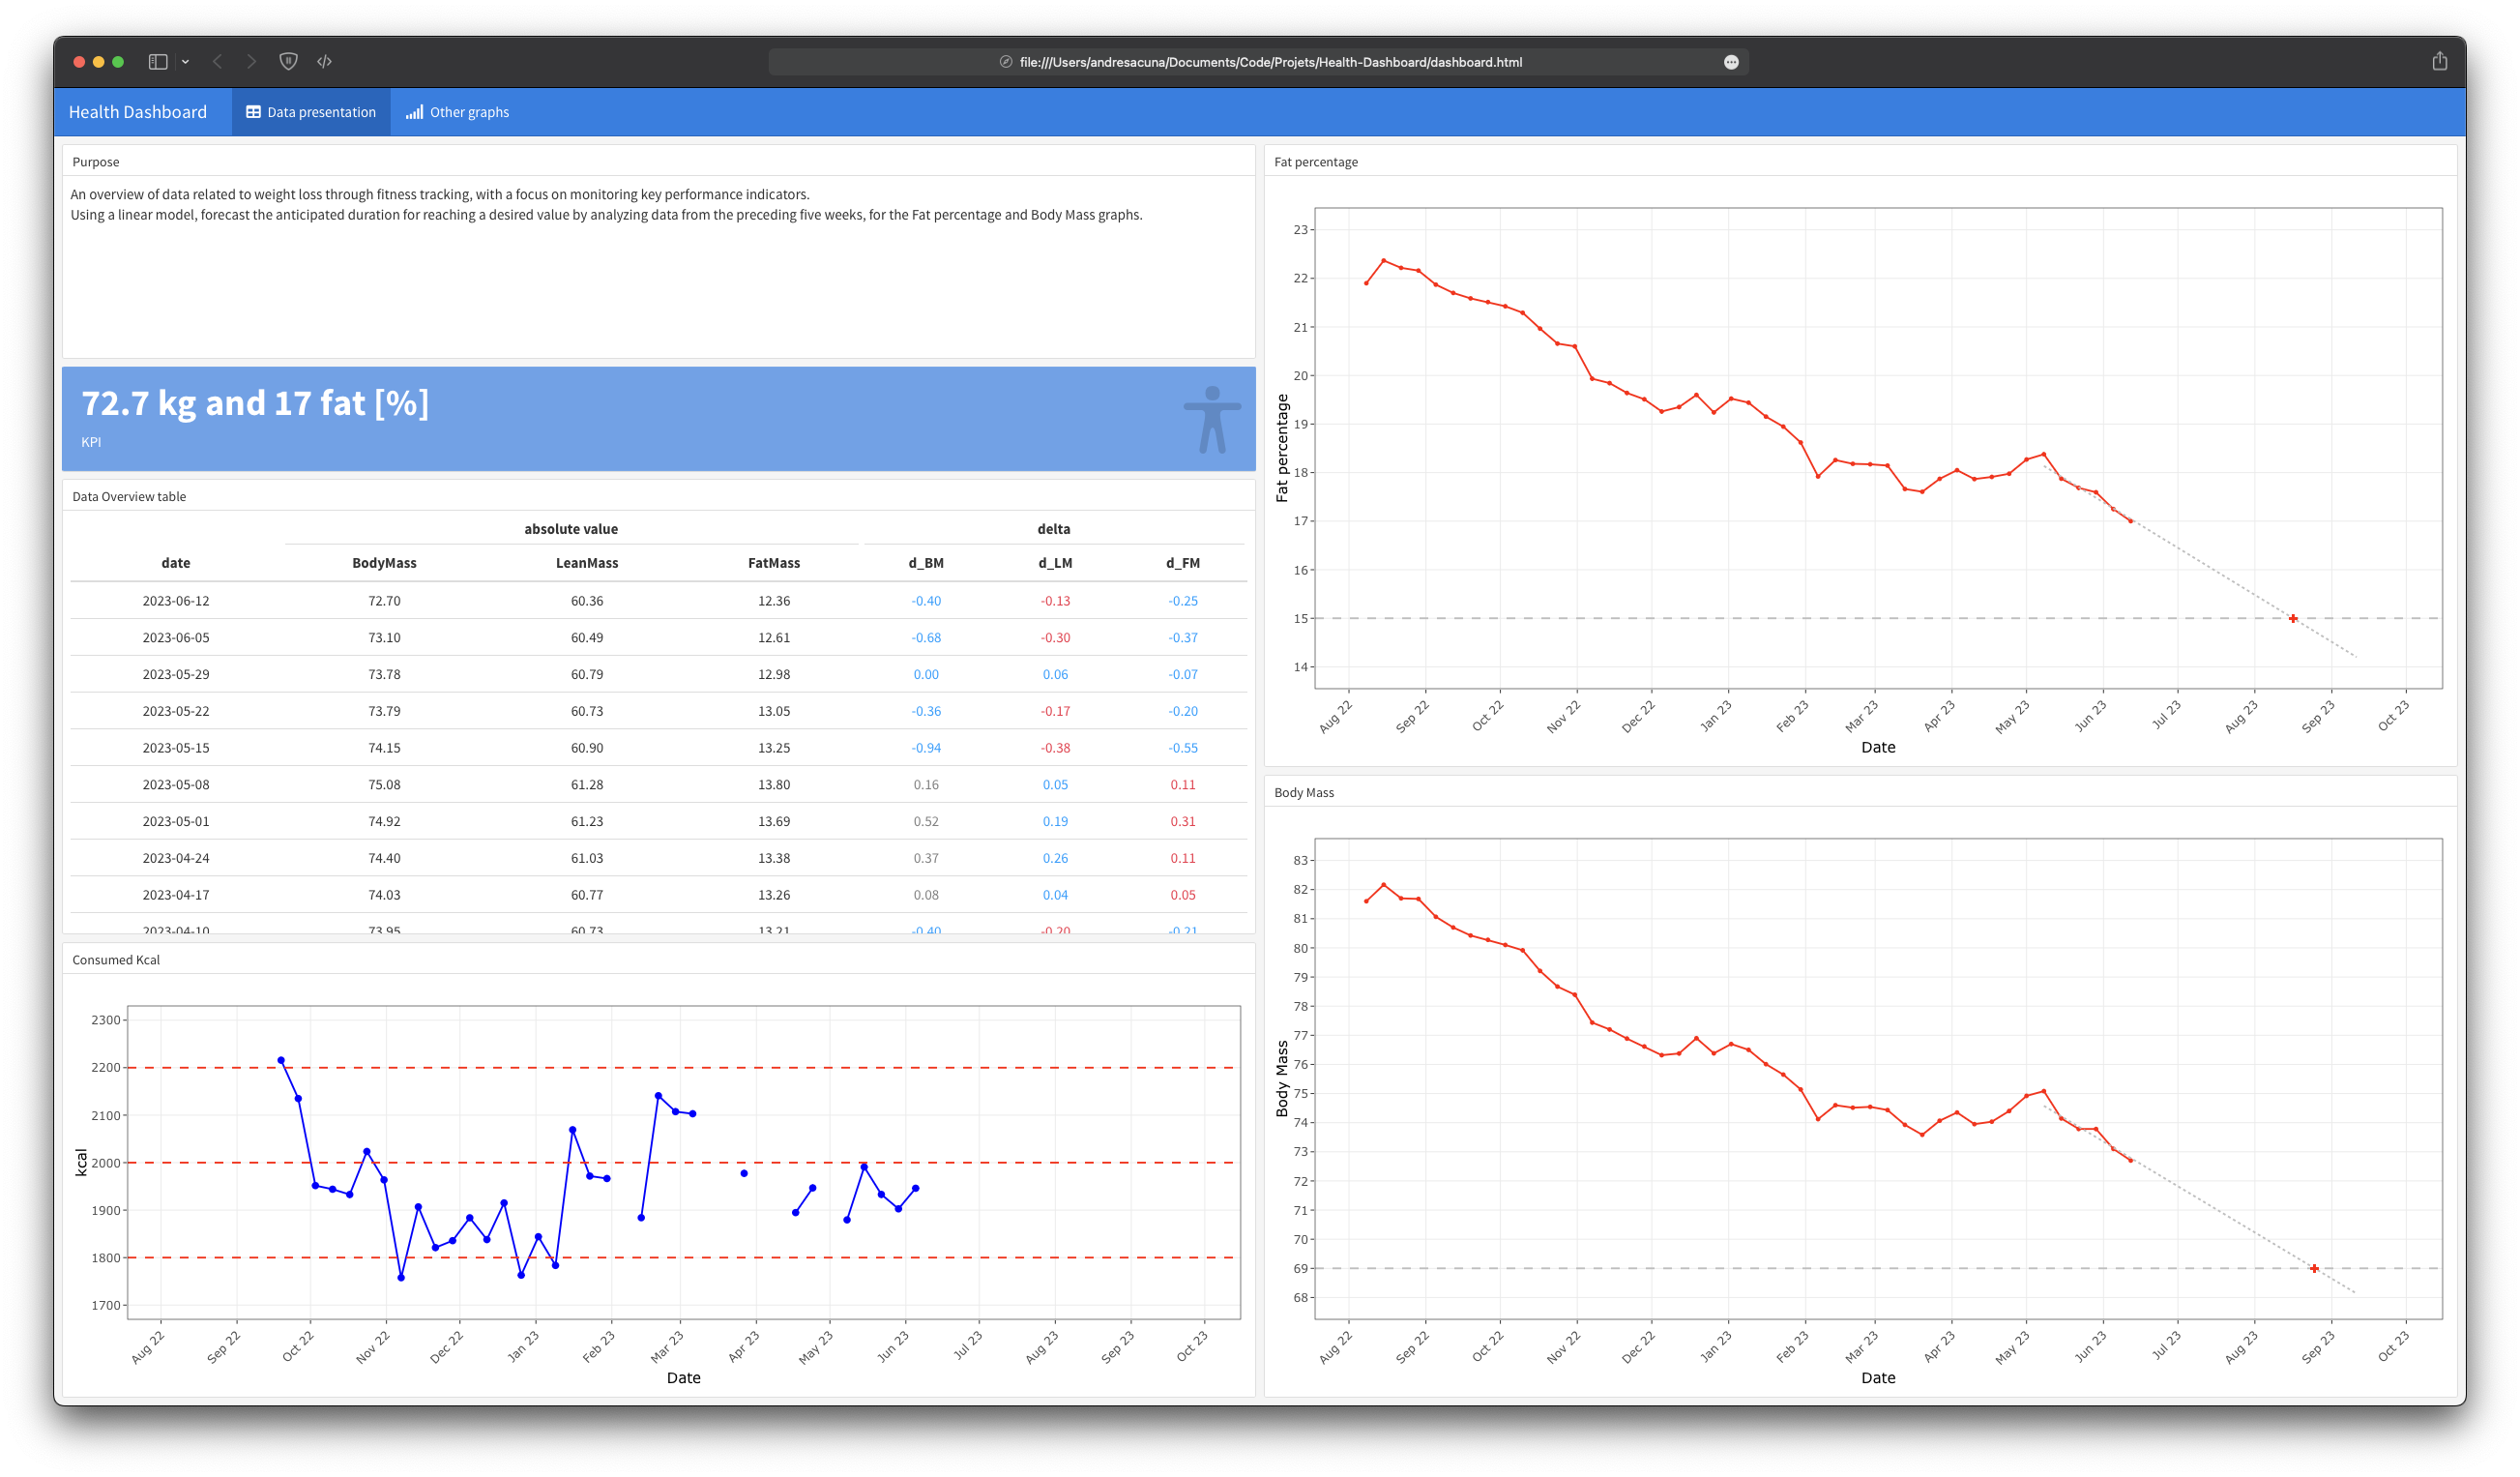 file:///Users/andresacuna/Documents/Code/Projets/Health-Dashboard/dashboard.html
Health Dashboard Data presentation Other graphs
Purpose
An overview of data related to weight loss through fitness tracking, with a focus on monitoring key performance indicators.
Using a linear model, forecast the anticipated duration for reaching a desired value by analyzing data from the preceding five weeks, for the Fat percentage and Body Mass graphs.
72.7 kg and 17 fat [%]
KPI
Data Overview table
absolute value delta
date BodyMass LeanMass FatMass d_BM d_LM d_FM
2023-06-12 72.70 60.36 12.36 -0.40 -0.13 -0.25
2023-06-05 73.10 60.49 12.61 -0.68 -0.30 -0.37
2023-05-29 73.78 60.79 12.98 0.00 0.06 -0.07
2023-05-22 73.79 60.73 13.05 -0.36 -0.17 -0.20
2023-05-15 74.15 60.90 13.25 -0.94 -0.38 -0.55
2023-05-08 75.08 61.28 13.80 0.16 0.05 0.11
2023-05-01 74.92 61.23 13.69 0.52 0.19 0.31
2023-04-24 74.40 61.03 13.38 0.37 0.26 0.11
2023-04-17 74.03 60.77 13.26 0.08 0.04 0.05
2023-04-10 73.95 60.73 13.21 -0.40 -0.20 -0.21
Consumed Kcal
kcal
2300
2200
2100
2000
1900
1800
1700
Aug 22 Sep 22 Oct 22 Nov 22 Dec 22 Jan 23 Feb 23 Mar 23 Apr 23 May 23 Jun 23 Jul 23 Aug 23 Sep 23 Oct 23
Date
Fat percentage
Fat percentage
23
22
21
20
19
18
17
16
15
14
Aug 22 Sep 22 Oct 22 Nov 22 Dec 22 Jan 23 Feb 23 Mar 23 Apr 23 May 23 Jun 23 Jul 23 Aug 23 Sep 23 Oct 23
Date
Body Mass
Body Mass
83
82
81
80
79
78
77
76
75
74
73
72
71
70
69
68
Aug 22 Sep 22 Oct 22 Nov 22 Dec 22 Jan 23 Feb 23 Mar 23 Apr 23 May 23 Jun 23 Jul 23 Aug 23 Sep 23 Oct 23
Date